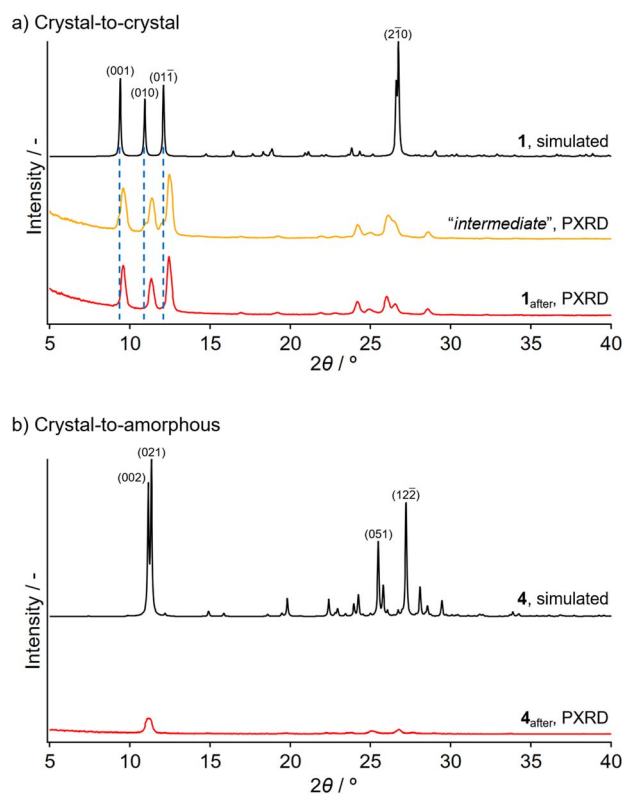 a) Crystal-to-crystal
(001)
(010)
(011̅)
(21̅0)
1, simulated
"intermediate", PXRD
1after, PXRD
Intensity / -
5 10 15 20 25 30 35 40
2θ / º
b) Crystal-to-amorphous
(002)
(021)
(051)
(122̅)
4, simulated
4after, PXRD
Intensity / -
5 10 15 20 25 30 35 40
2θ / º